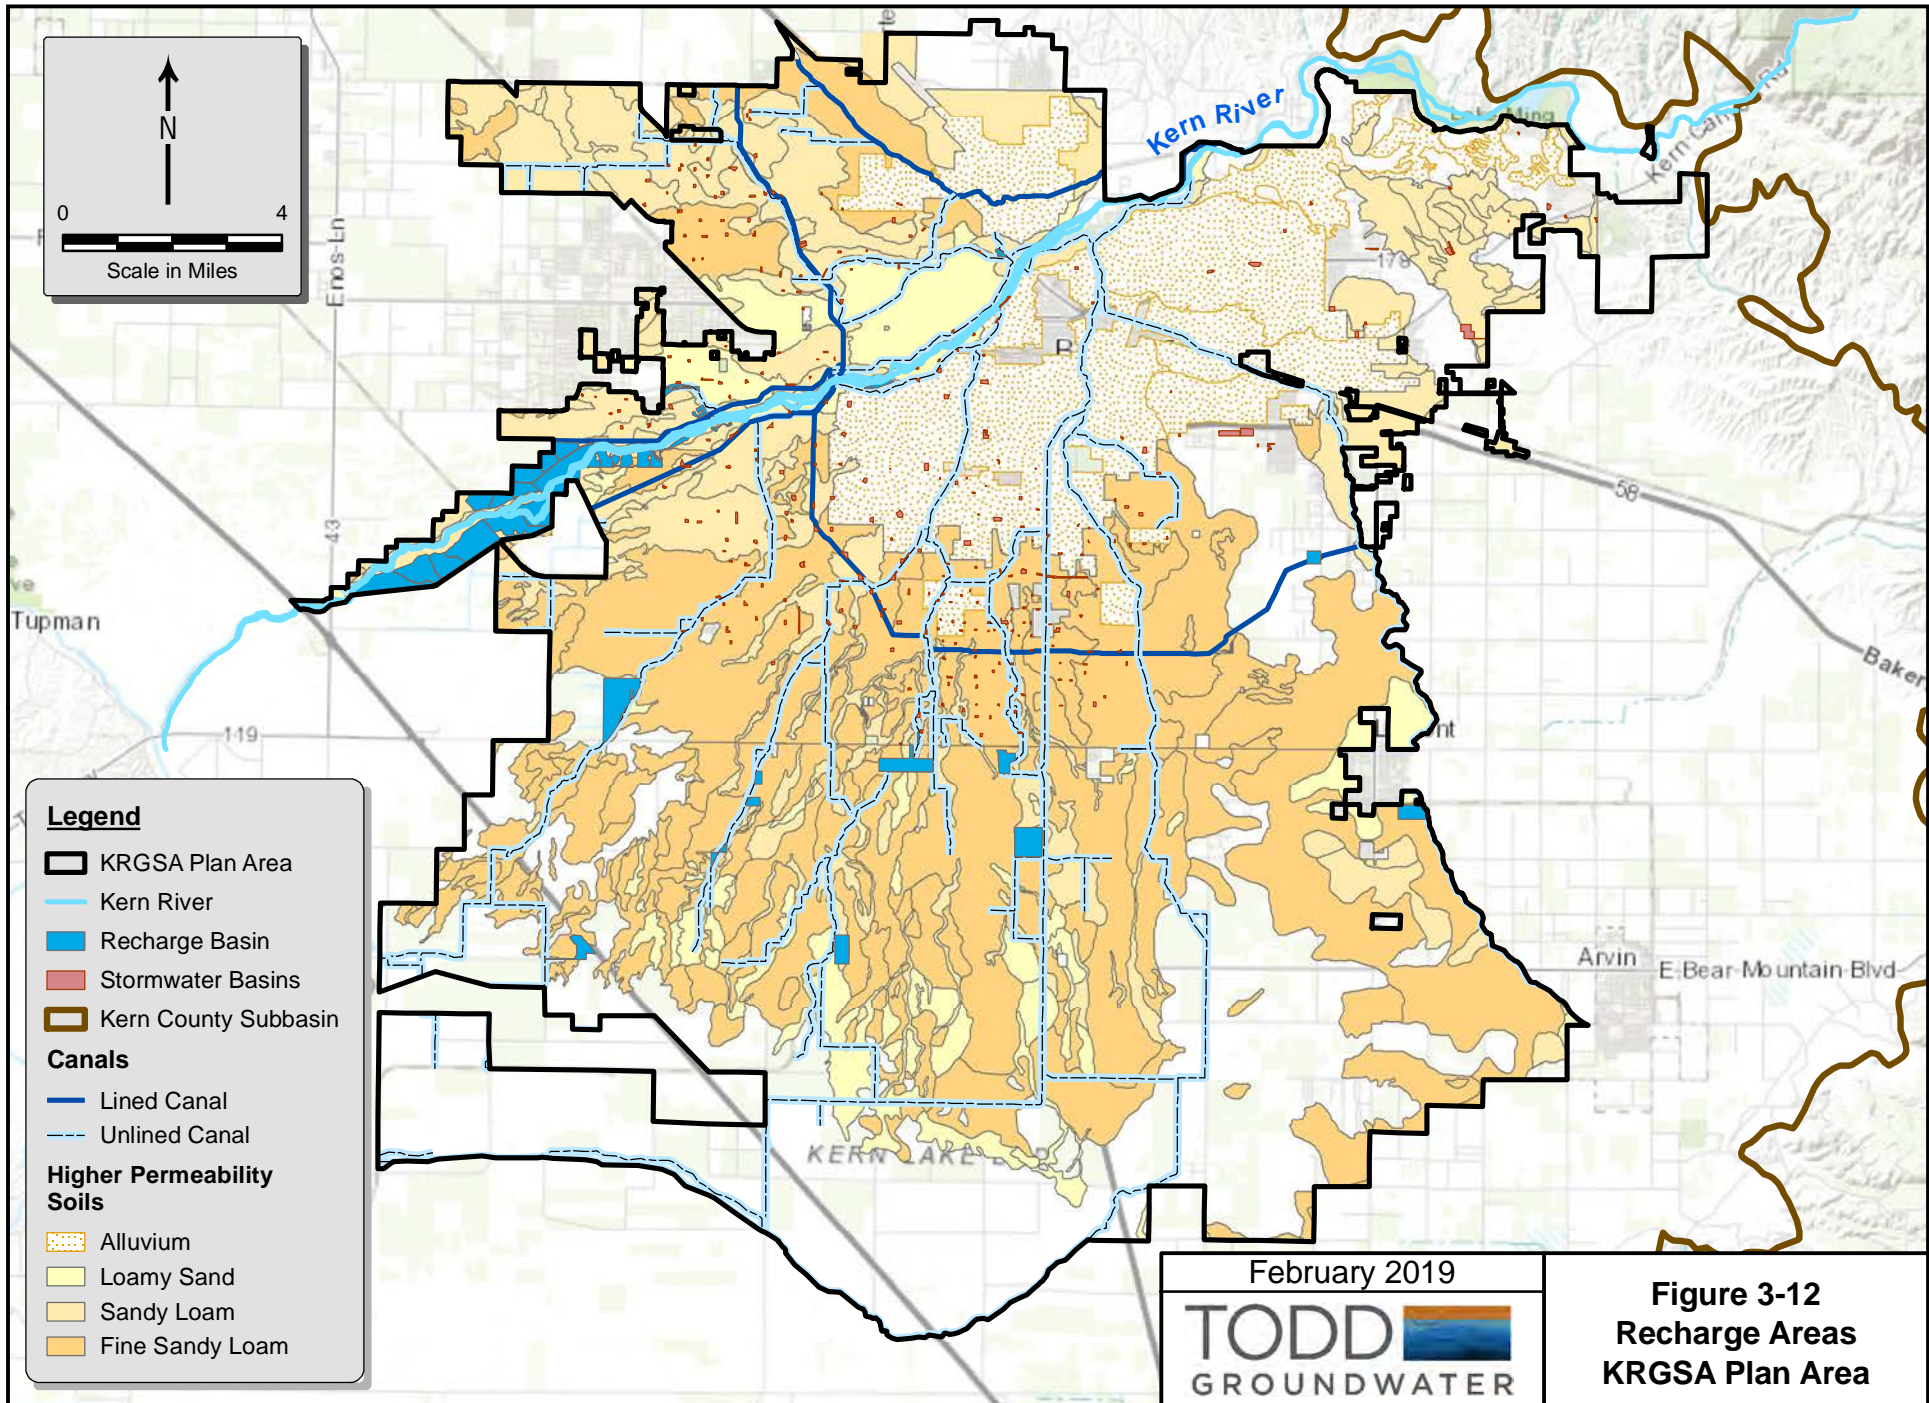 N
0 4
Scale in Miles
Enos-Ln
Kern River
178
58
43
Tupman
119
Baker
Arvin
E-Bear-Mountain-Blvd
KERN LAKE
Legend
KRGSA Plan Area
Kern River
Recharge Basin
Stormwater Basins
Kern County Subbasin
Canals
Lined Canal
Unlined Canal
Higher Permeability
Soils
Alluvium
Loamy Sand
Sandy Loam
Fine Sandy Loam
February 2019
TODD
GROUNDWATER
Figure 3-12
Recharge Areas
KRGSA Plan Area